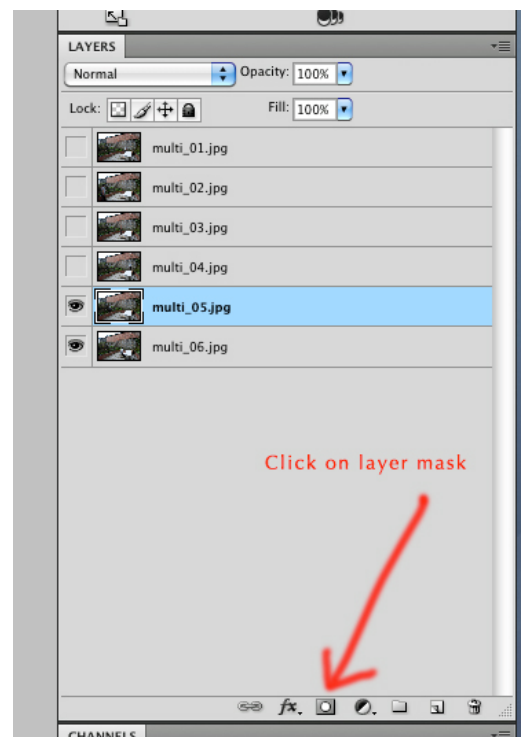 LAYERS
Normal Opacity: 100%
Lock: Fill: 100%
multi_01.jpg
multi_02.jpg
multi_03.jpg
multi_04.jpg
multi_05.jpg
multi_06.jpg
Click on layer mask
fx.
CHANNELS